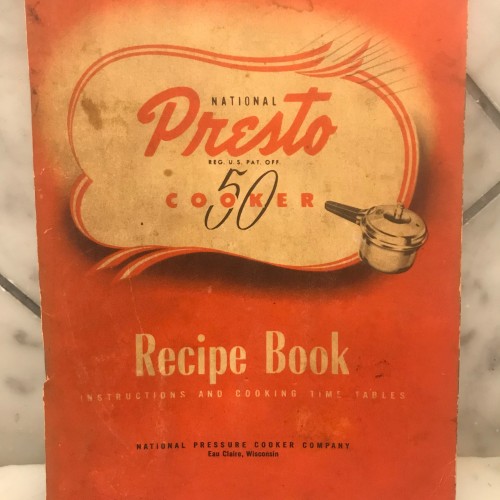 NATIONAL
Presto
REG. U.S. PAT. OFF.
COOKER
50
Recipe Book
INSTRUCTIONS AND COOKING TIME TABLES
NATIONAL PRESSURE COOKER COMPANY
Eau Claire, Wisconsin